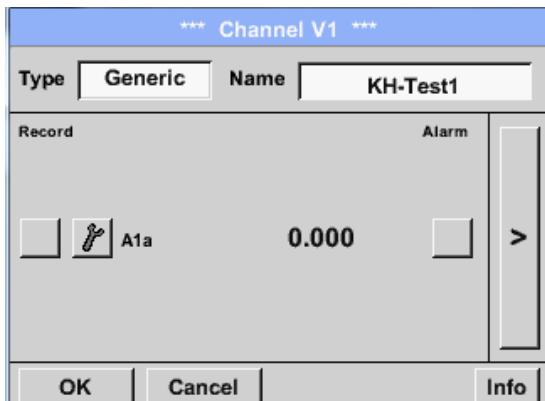 *** Channel V1 ***
Type Generic Name KH-Test1
Record Alarm
A1a 0.000 >
OK Cancel Info